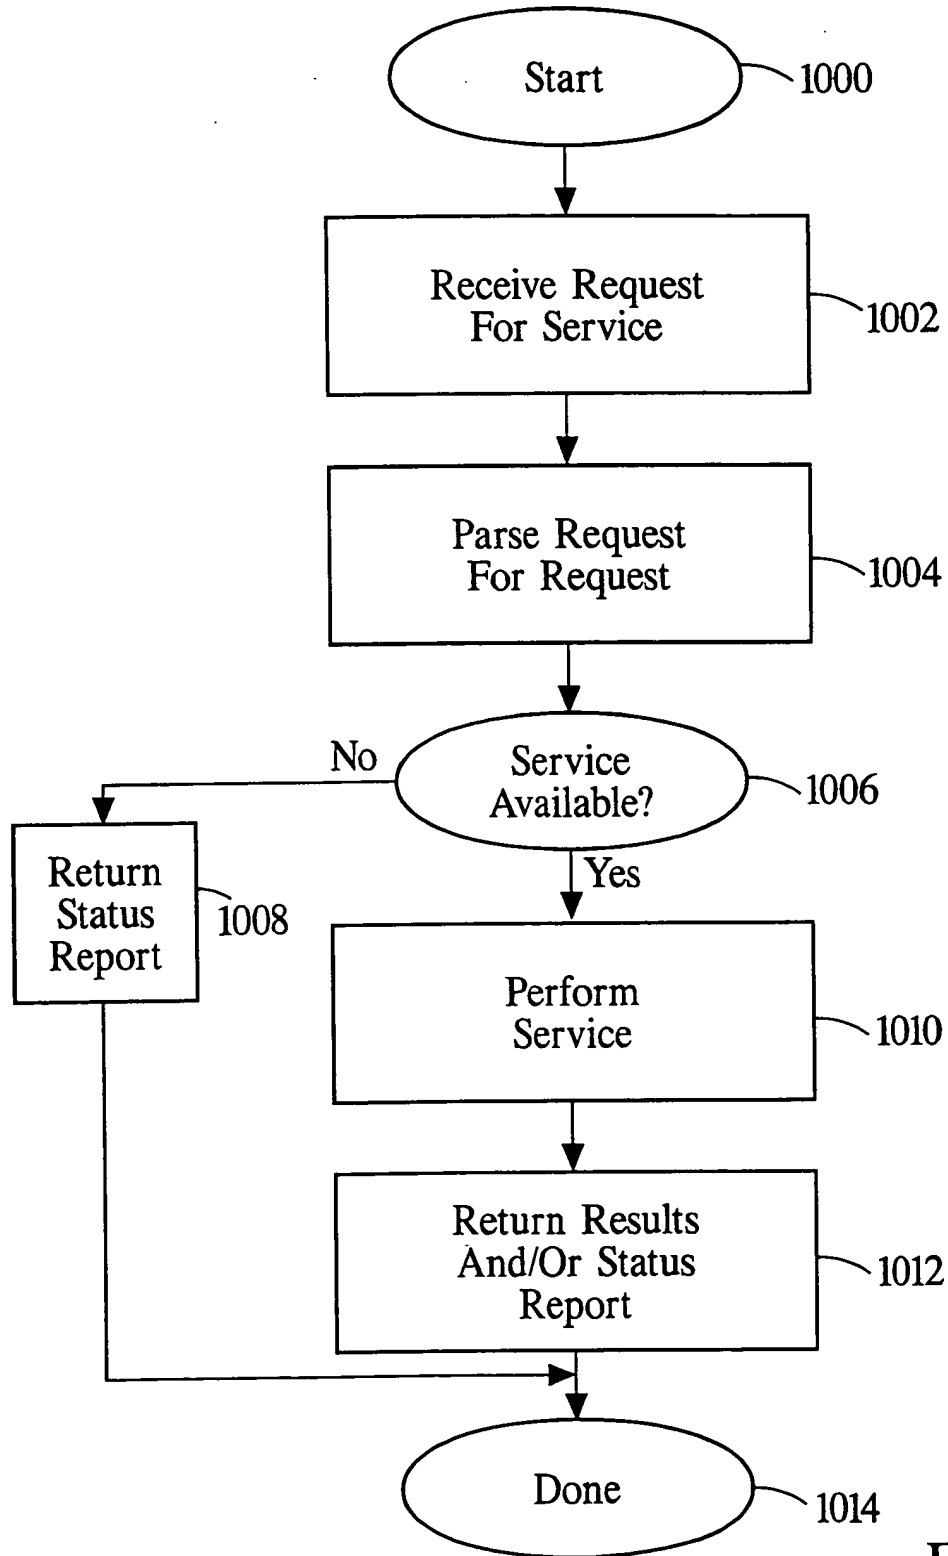 Start
1000
Receive Request
For Service
1002
Parse Request
For Request
1004
No
Service
Available?
1006
Yes
Return
Status
Report
1008
Perform
Service
1010
Return Results
And/Or Status
Report
1012
Done
1014